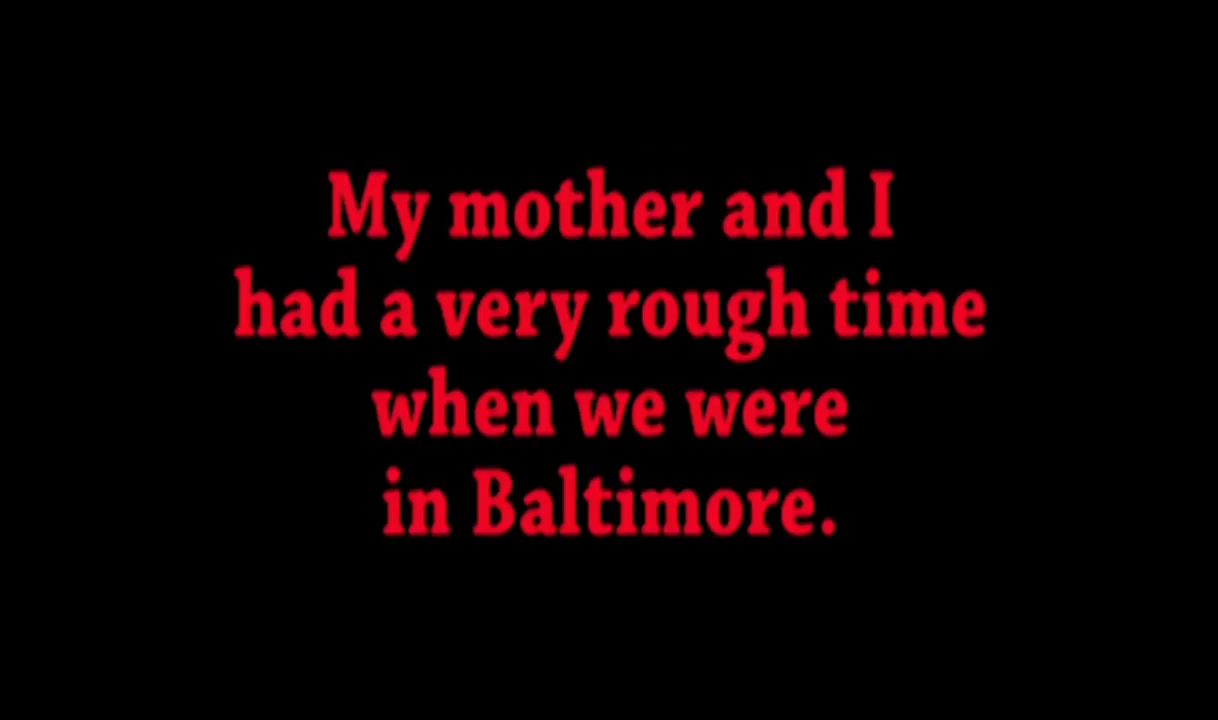 My mother and I
had a very rough time
when we were
in Baltimore.